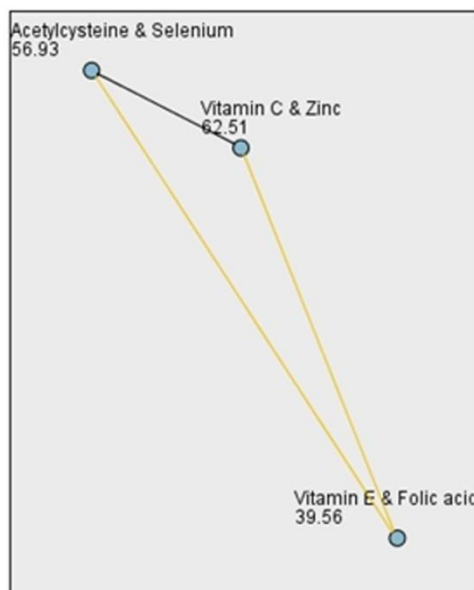 Acetylcysteine & Selenium
56.93
Vitamin C & Zinc
62.51
Vitamin E & Folic acid
39.56